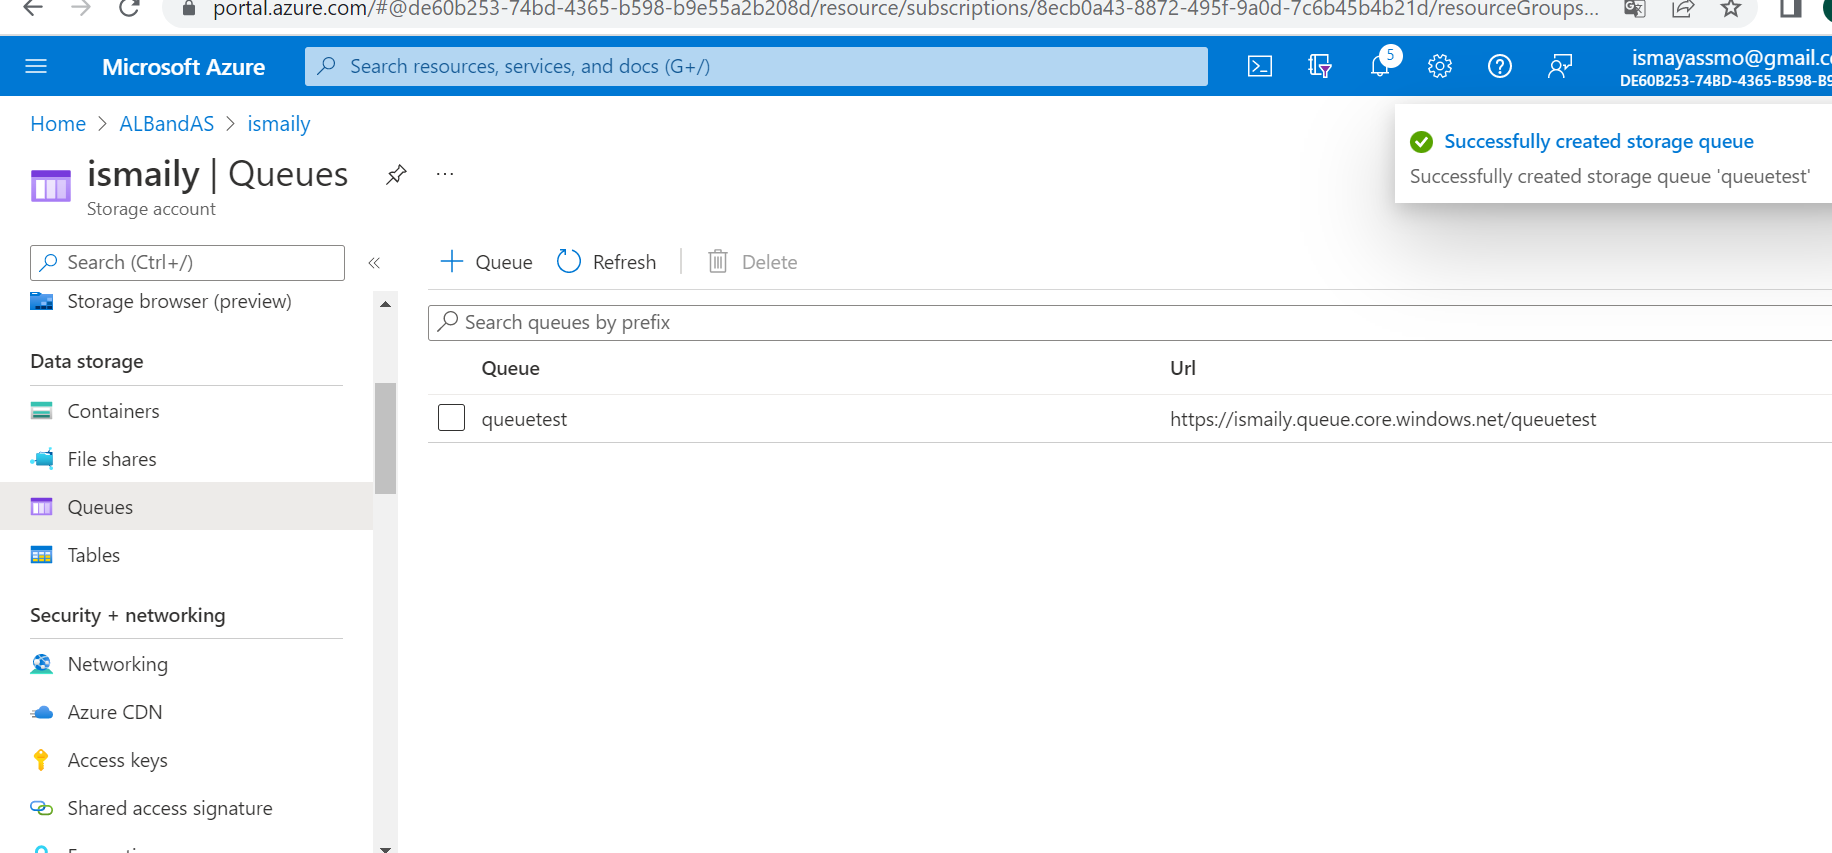 portal.azure.com/#@de60b253-74bd-4365-b598-b9e55a2b208d/resource/subscriptions/8ecb0a43-8872-495f-9a0d-7c6b45b4b21d/resourceGroups...
Microsoft Azure
Search resources, services, and docs (G+/)
5
ismayassmo@gmail.c
DE60B253-74BD-4365-B598-B9
Home > ALBandAS > ismaily
Successfully created storage queue
Successfully created storage queue 'queuetest'
ismaily | Queues
...
Storage account
Search (Ctrl+/)
«
Queue
Refresh
Delete
Storage browser (preview)
Search queues by prefix
Data storage
Queue
Url
Containers
queuetest
https://ismaily.queue.core.windows.net/queuetest
File shares
Queues
Tables
Security + networking
Networking
Azure CDN
Access keys
Shared access signature